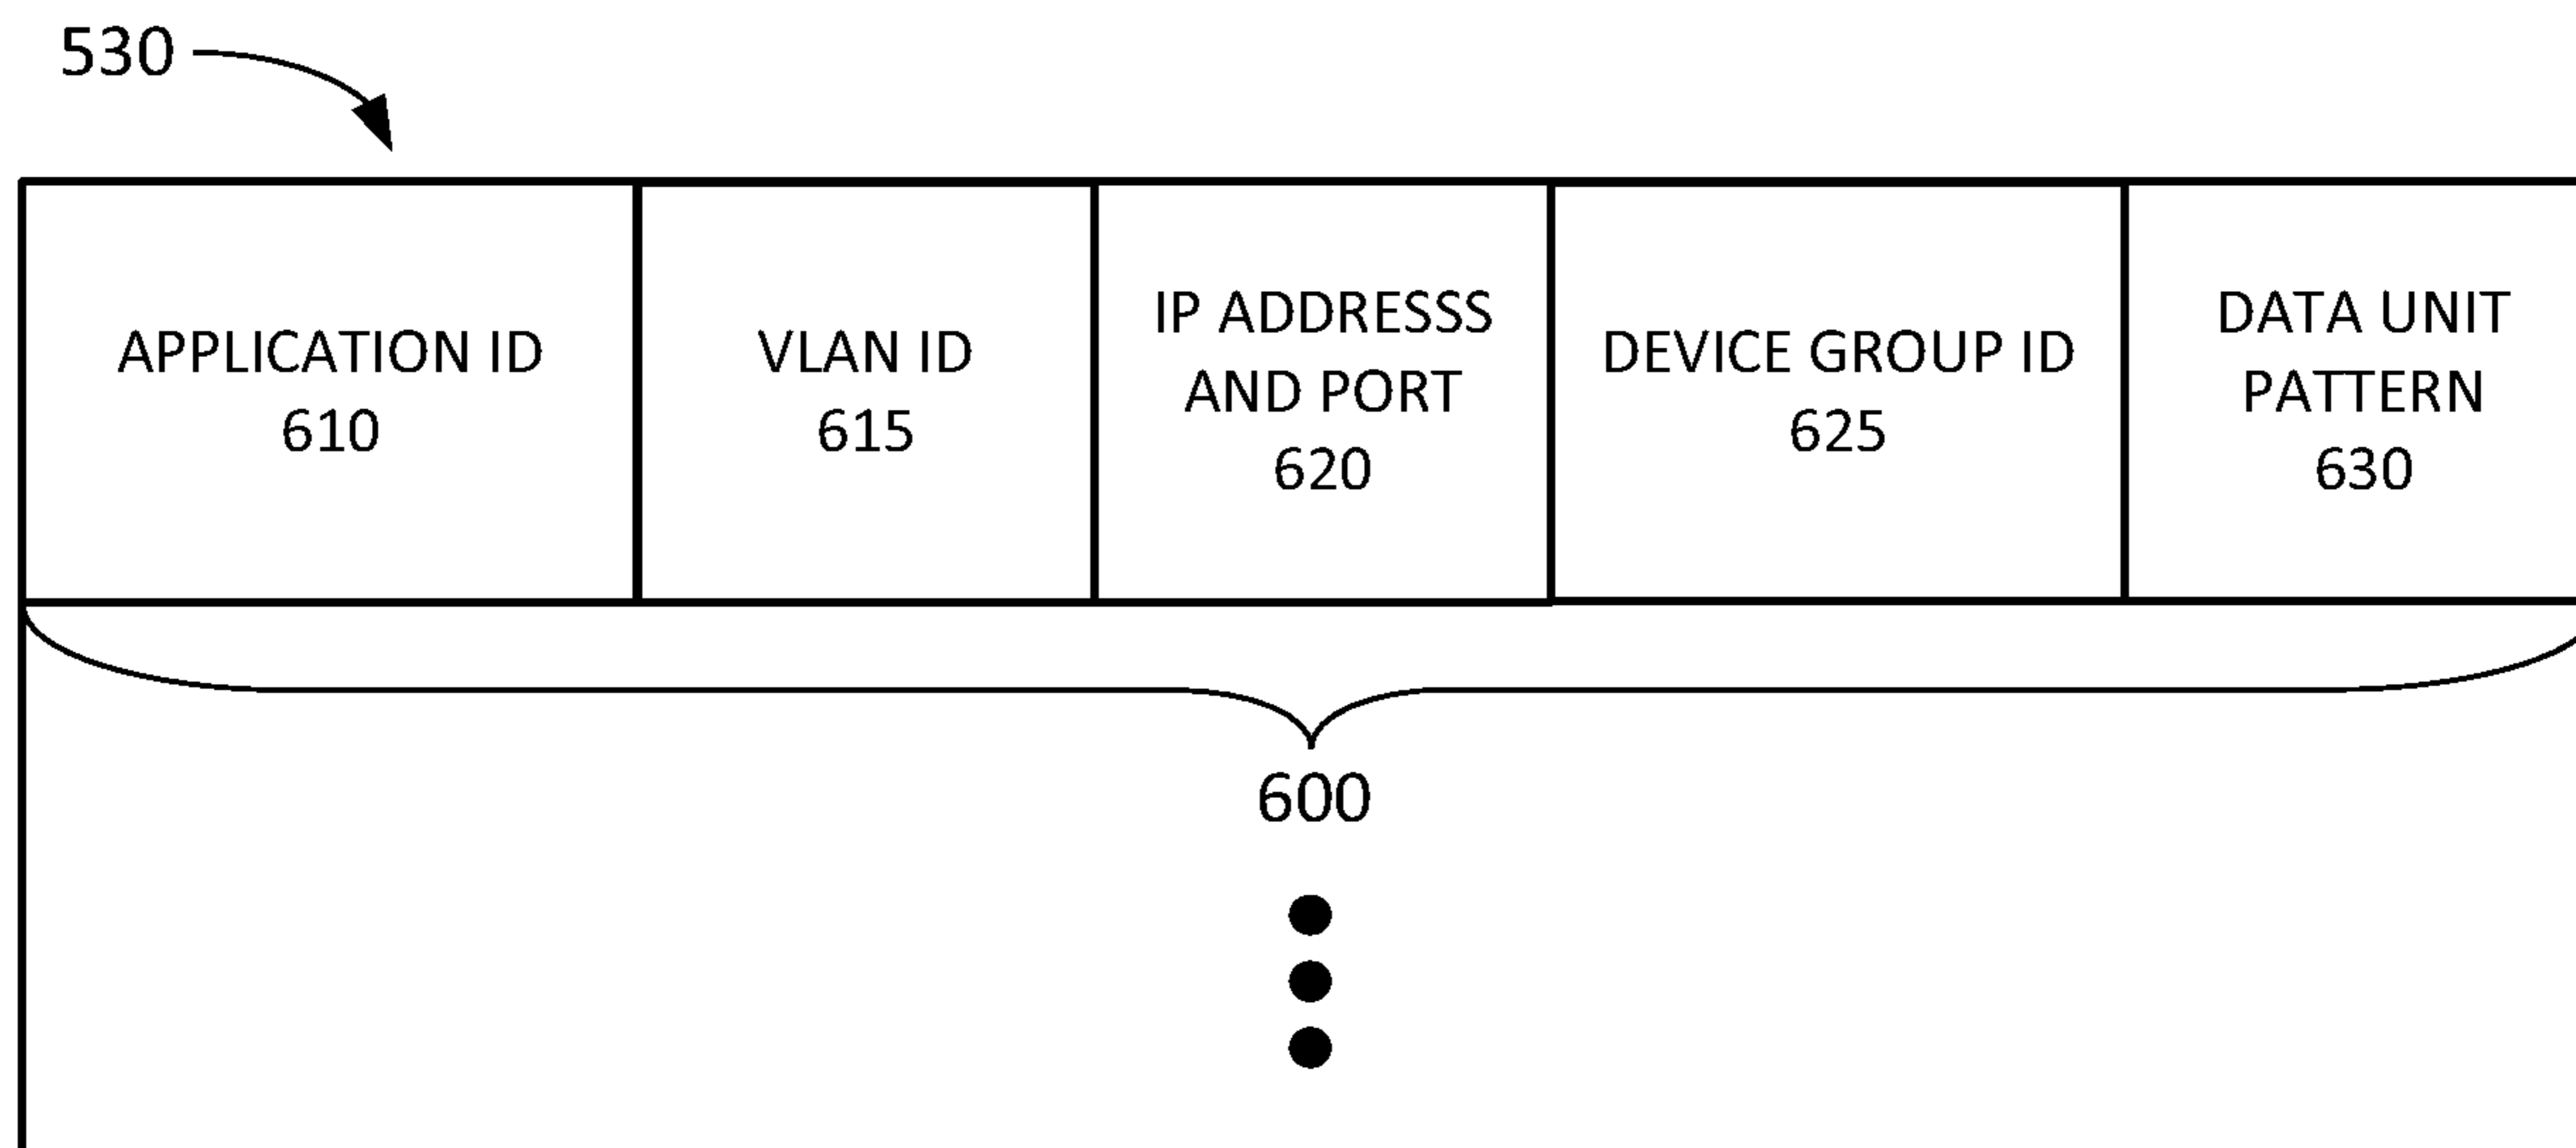 530
APPLICATION ID
610
VLAN ID
615
IP ADDRESSS
AND PORT
620
DEVICE GROUP ID
625
DATA UNIT
PATTERN
630
600